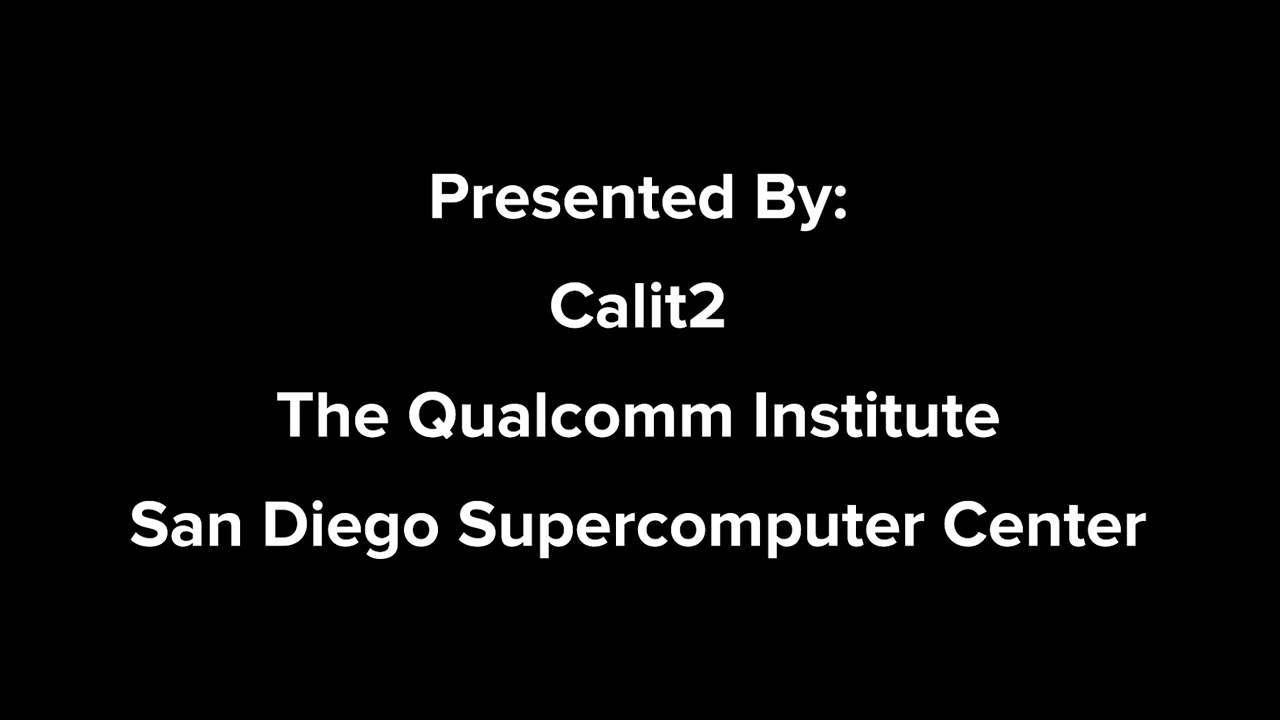 Presented By:
Calit2
The Qualcomm Institute
San Diego Supercomputer Center